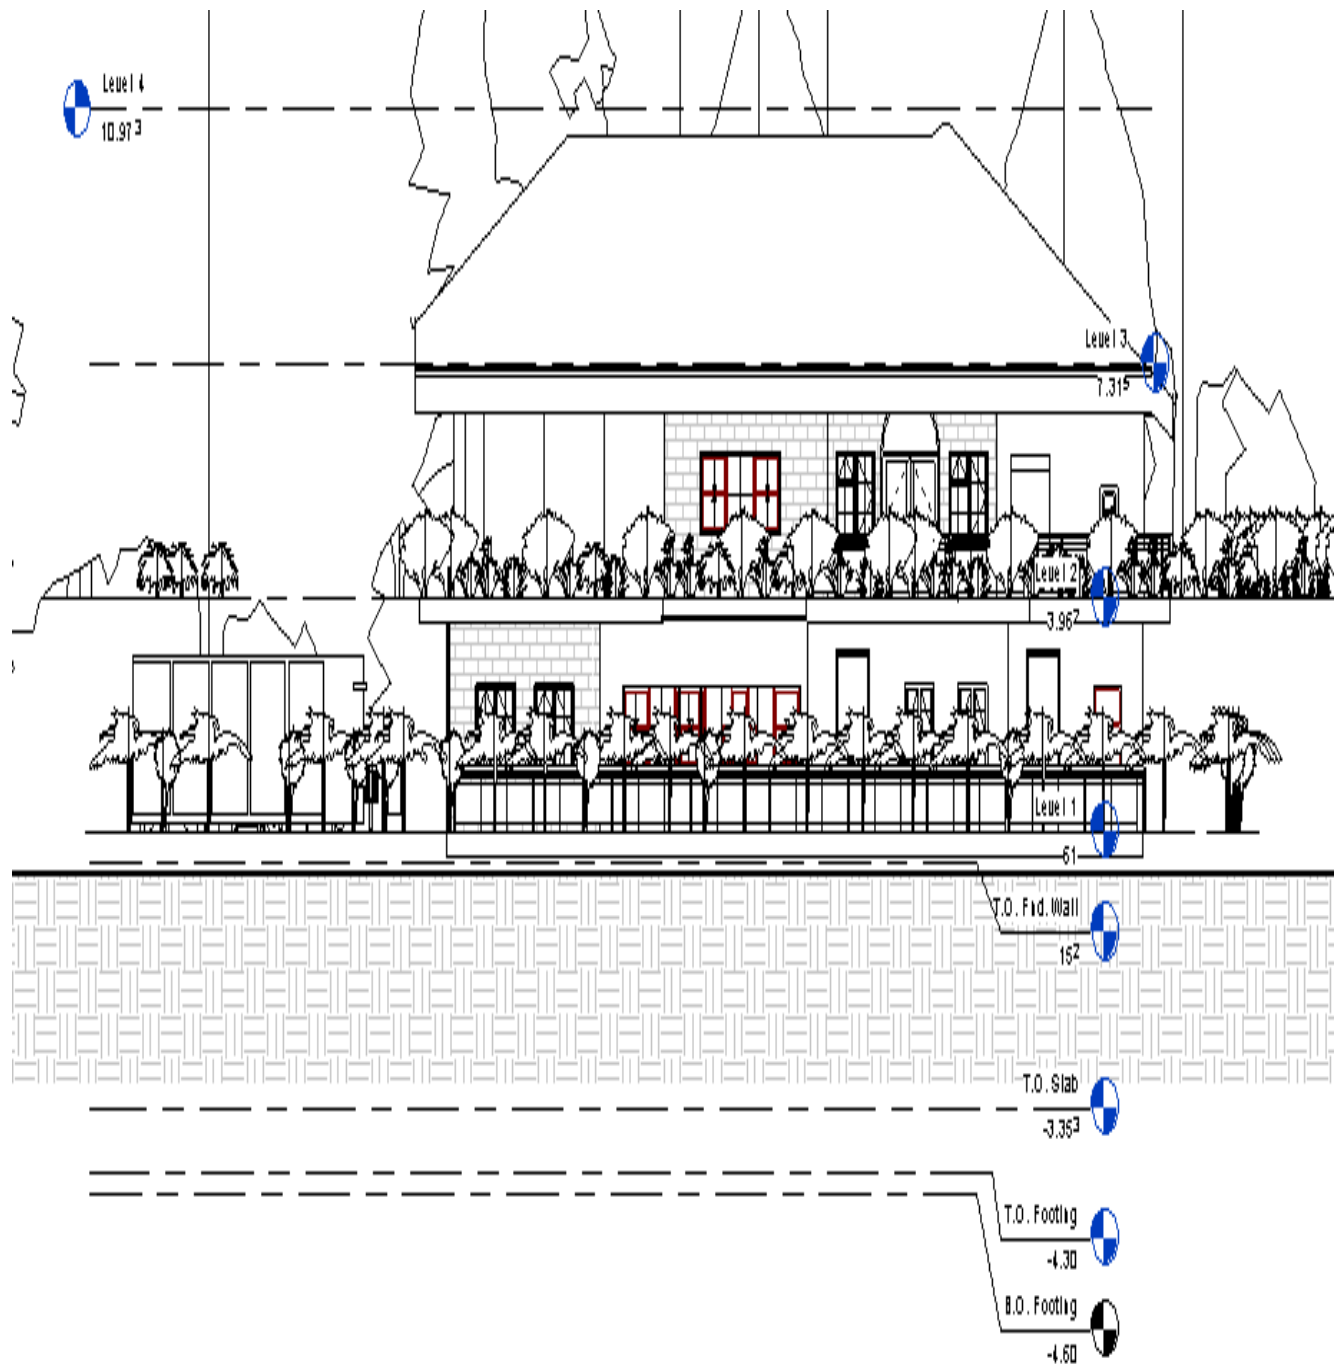 Level 4
10.97³
Level 3
7.31⁵
Level 2
3.96²
Level 1
61
T.O. Fnd. Wall
15²
T.O. Slab
-3.35³
T.O. Footing
-4.30
B.O. Footing
-4.60